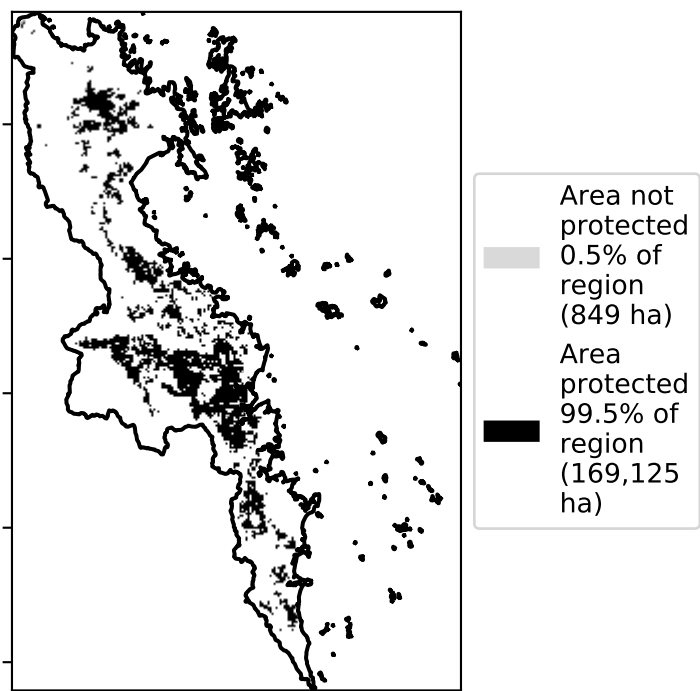 Area not
protected
0.5% of
region
(849 ha)
Area
protected
99.5% of
region
(169,125
ha)